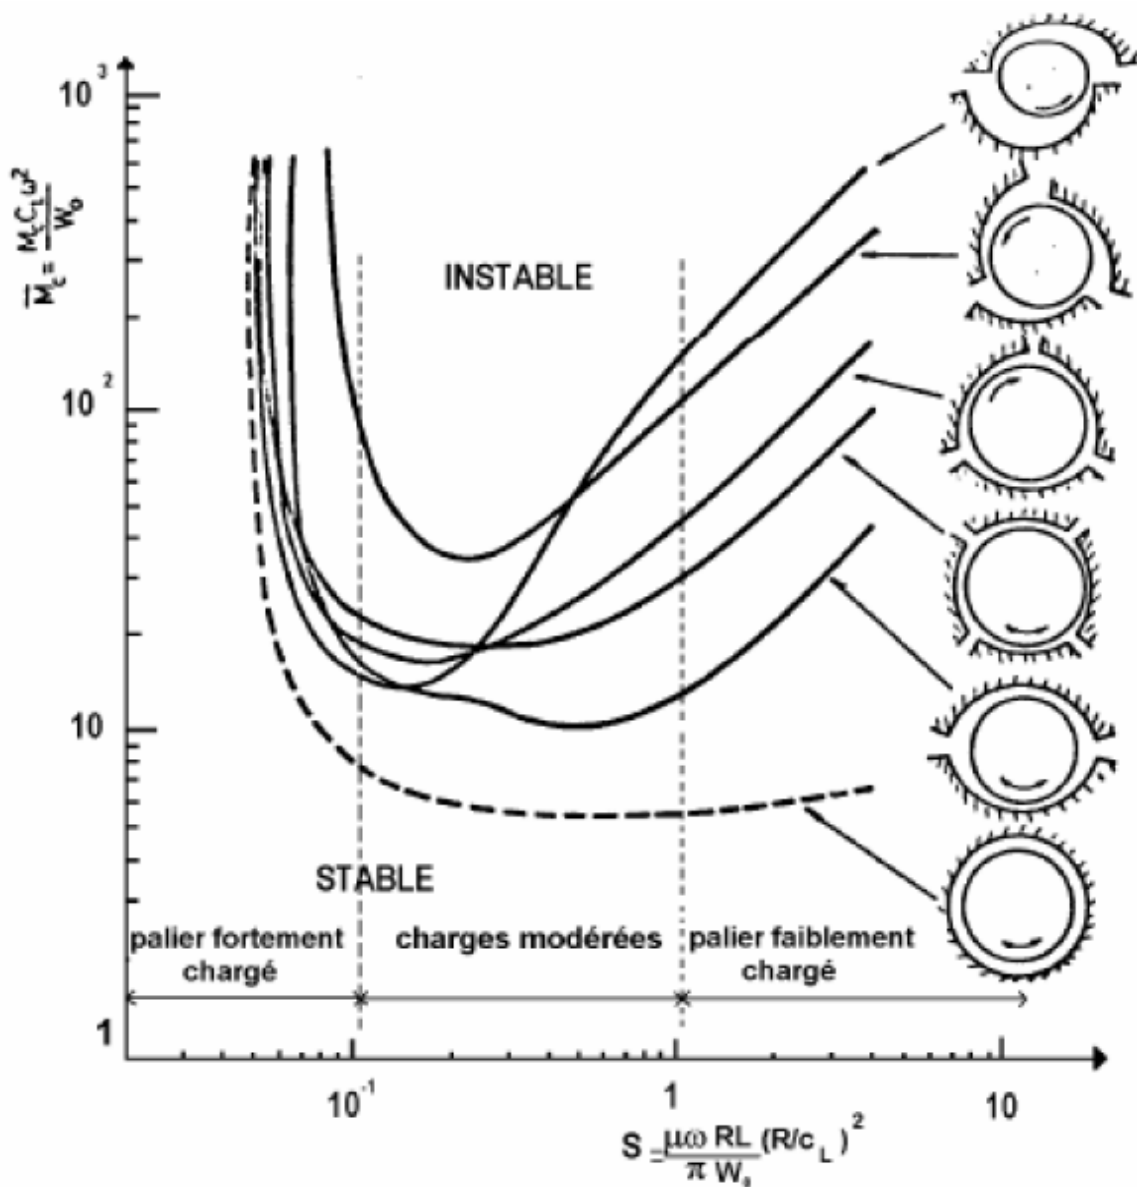 10³
10²
10
1
M̄c = McCLω²
W₀
INSTABLE
STABLE
palier fortement
chargé
charges modérées
palier faiblement
chargé
10⁻¹
1
10
S = μω RL (R/cL)²
π W₀